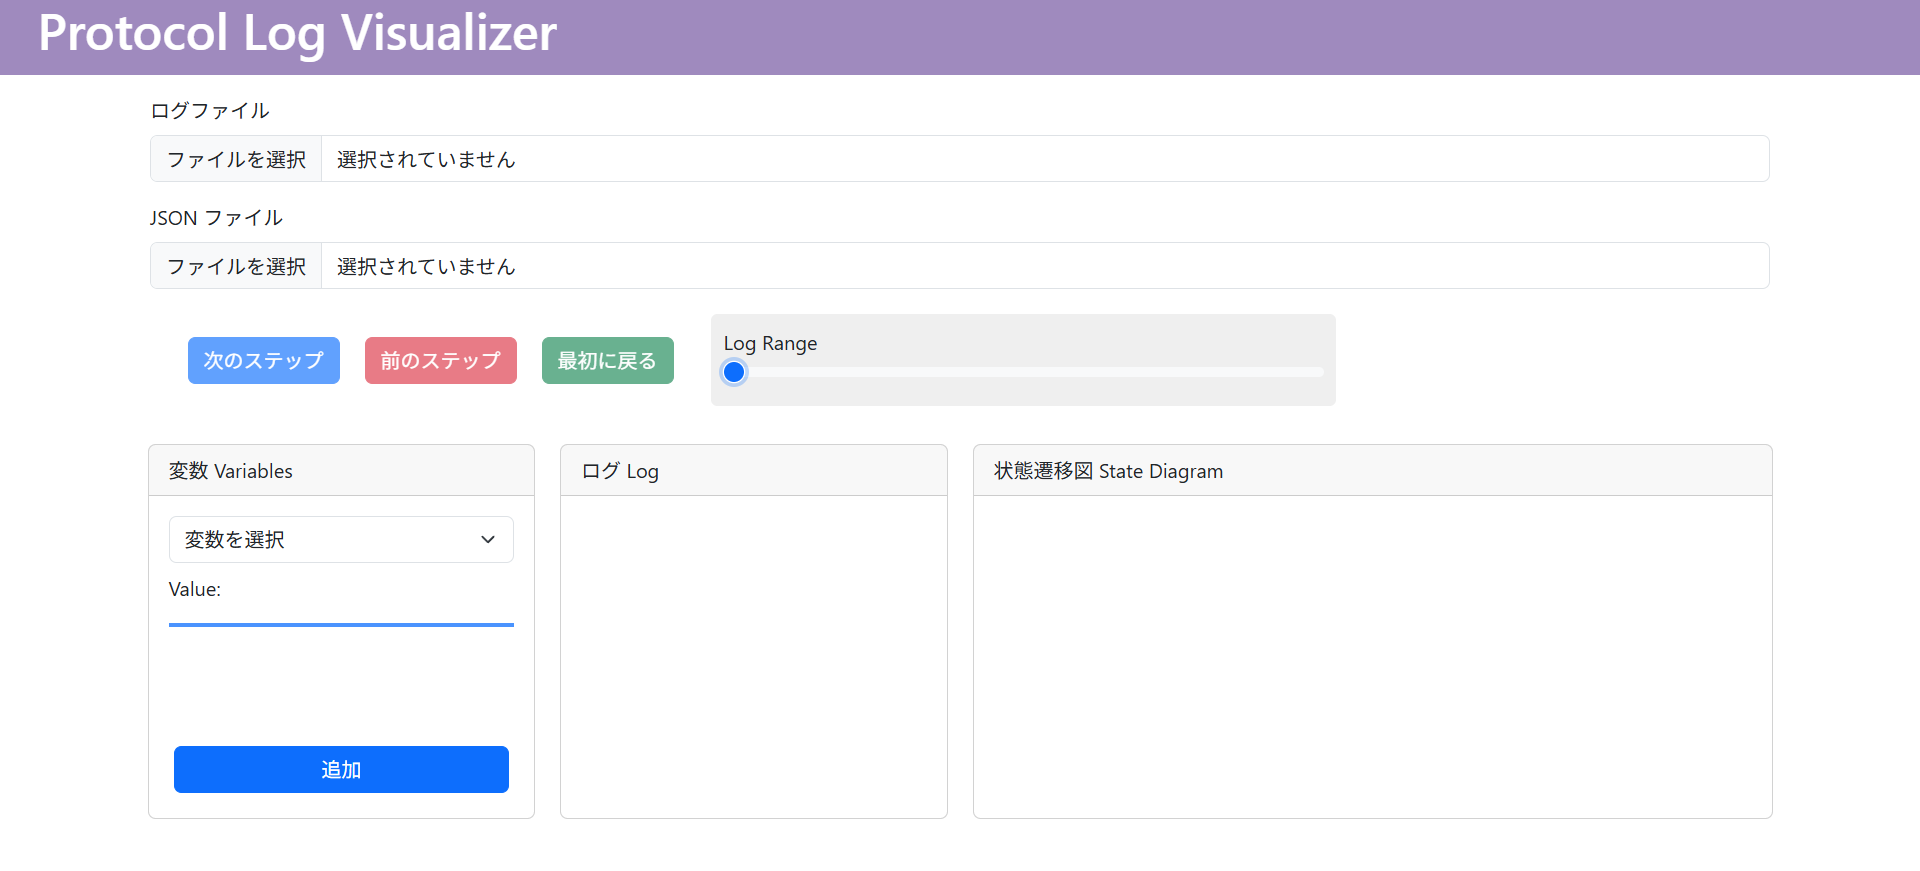 Protocol Log Visualizer
ログファイル
ファイルを選択 選択されていません
JSON ファイル
ファイルを選択 選択されていません
次のステップ 前のステップ 最初に戻る
Log Range
変数 Variables
変数を選択
Value:
追加
ログ Log
状態遷移図 State Diagram